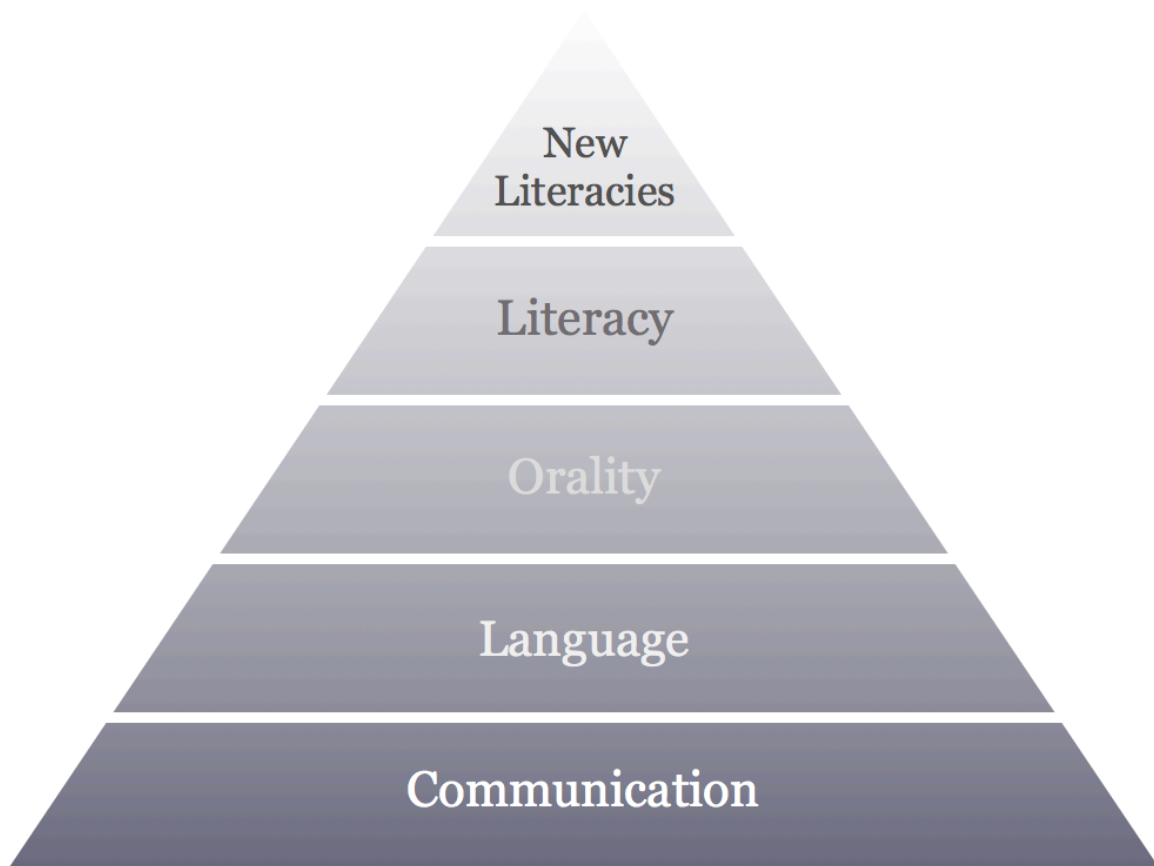 New
Literacies
Literacy
Orality
Language
Communication